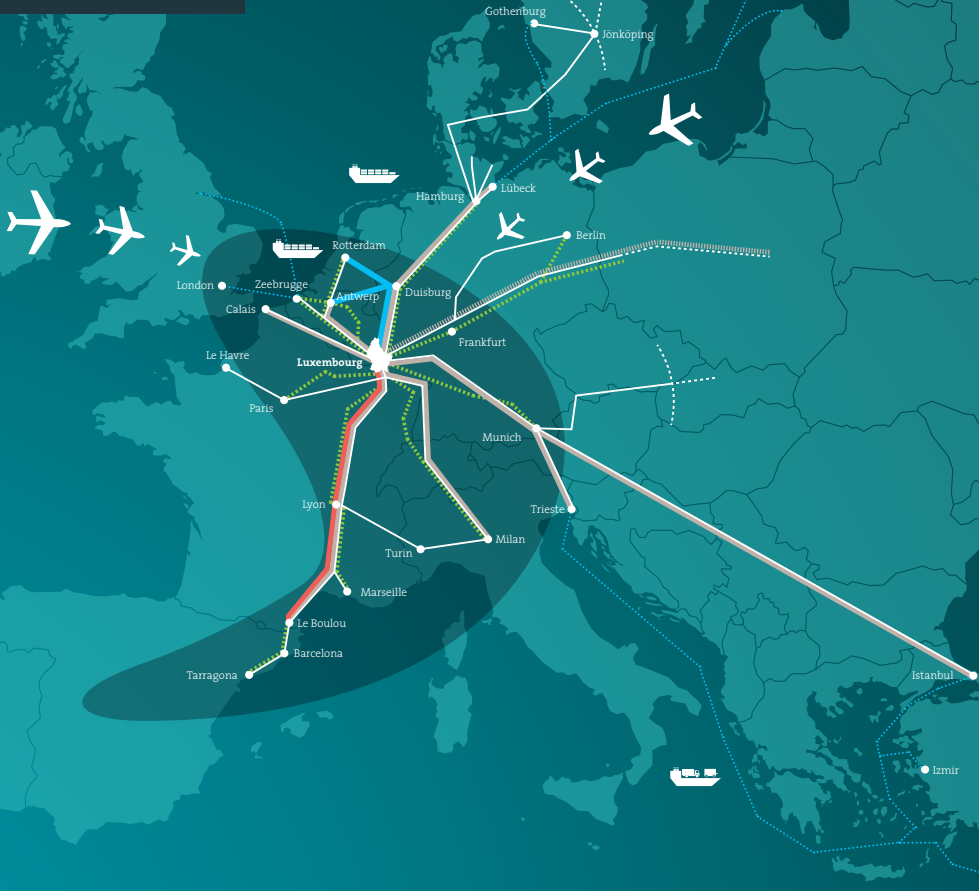 Gothenburg
Jönköping
Lübeck
Hamburg
Berlin
Rotterdam
London
Zeebrugge
Antwerp
Duisburg
Calais
Frankfurt
Le Havre
Luxembourg
Paris
Munich
Lyon
Trieste
Milan
Turin
Marseille
Le Boulou
Barcelona
Tarragona
Istanbul
Izmir